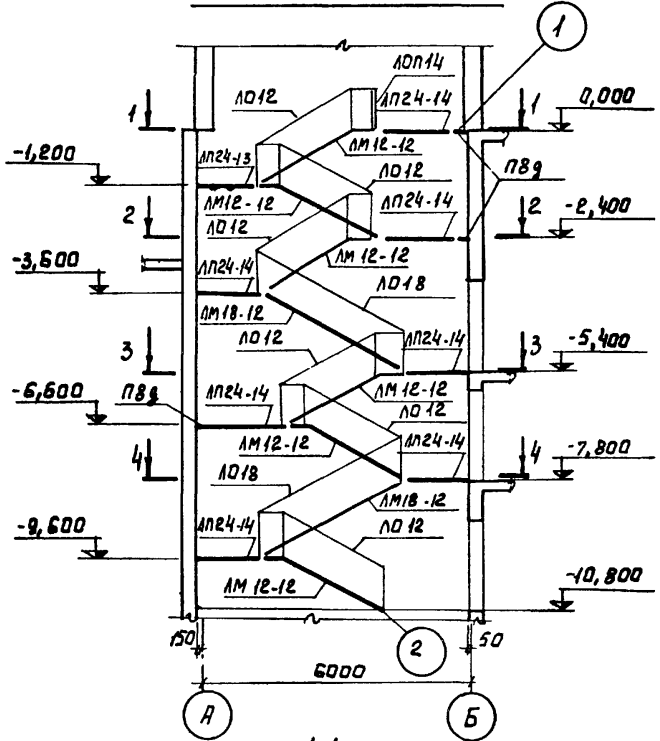 1
ЛОП14
ЛО12
ЛП24-14
1
1
0,000
ЛМ12-12
-1,200
ЛП24-13
ЛО12
П8д
ЛМ12-12
ЛП24-14
2
2
-2,400
ЛО12
-3,600
ЛП24-14
ЛМ12-12
ЛМ18-12
ЛО18
ЛО12
ЛП24-14
3
3
-5,400
-6,600
П8д
ЛП24-14
ЛМ12-12
ЛО12
ЛМ12-12
ЛП24-14
4
4
-7,800
ЛО18
ЛМ18-12
-9,600
ЛП24-14
ЛО12
ЛМ12-12
-10,800
2
150
50
6000
А
Б